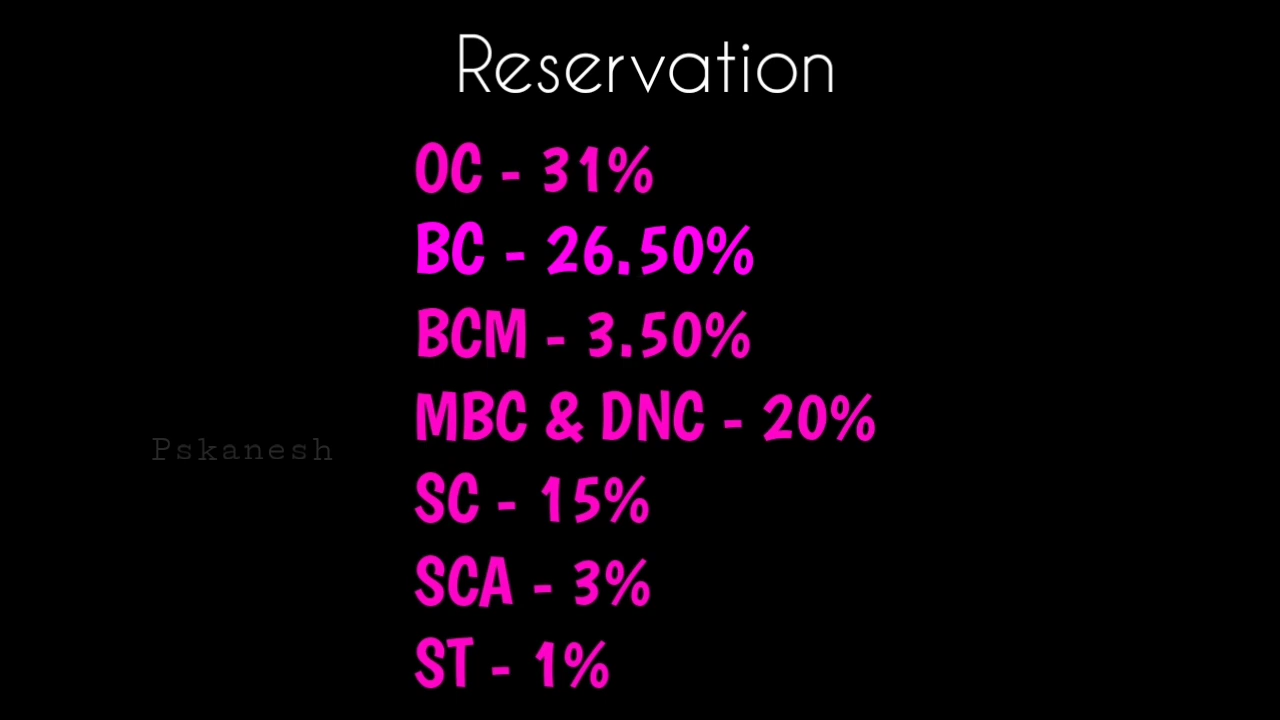 Reservation
OC - 31%
BC - 26.50%
BCM - 3.50%
MBC & DNC - 20%
Pskanesh
SC - 15%
SCA - 3%
ST - 1%